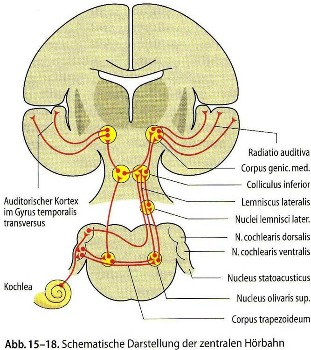 Radiatio auditiva
Corpus genic. med.
Colliculus inferior
Auditorischer Kortex
im Gyrus temporalis
transversus
Lemniscus lateralis
Nuclei lemnisci later.
N. cochlearis dorsalis
N. cochlearis ventralis
Kochlea
Nucleus statoacusticus
Nucleus olivaris sup.
Corpus trapezoideum
Abb. 15–18. Schematische Darstellung der zentralen Hörbahn